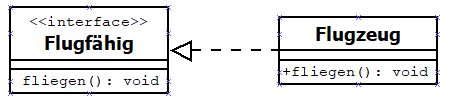 <<interface>>
Flugfähig
fliegen(): void
Flugzeug
+fliegen(): void